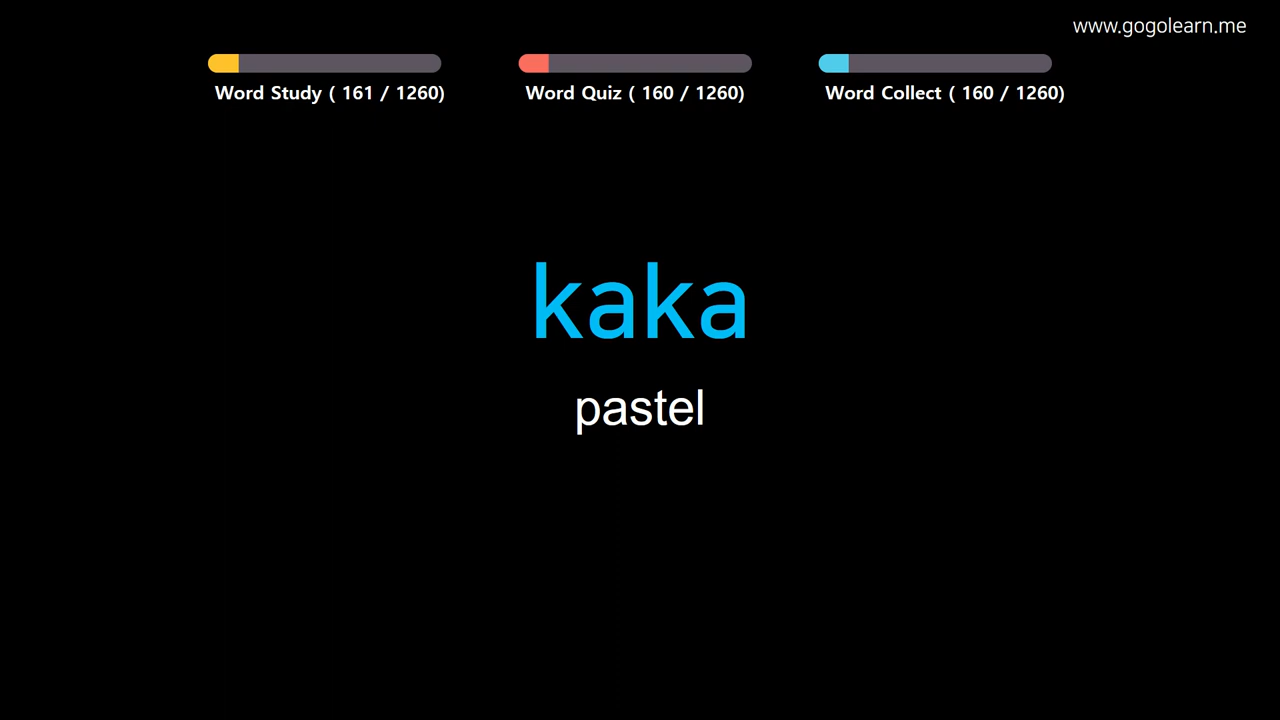 www.gogolearn.me
Word Study ( 161 / 1260)
Word Quiz ( 160 / 1260)
Word Collect ( 160 / 1260)
kaka
pastel